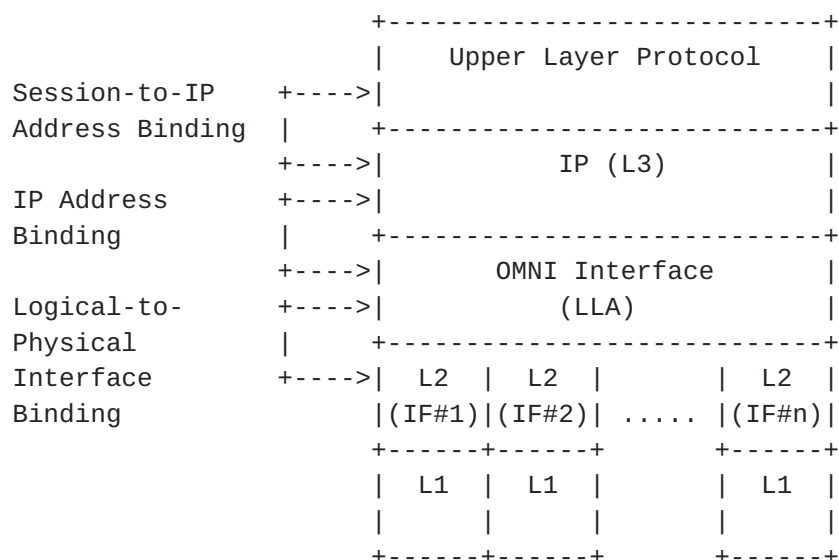 +----------------------------+
                       |    Upper Layer Protocol    |
Session-to-IP    +---->|                            |
Address Binding  |     +----------------------------+
                 +---->|           IP (L3)          |
IP Address       +---->|                            |
Binding          |     +----------------------------+
                 +---->|       OMNI Interface       |
Logical-to-      +---->|           (LLA)            |
Physical         |     +----------------------------+
Interface        +---->|  L2  |  L2  |       |  L2  |
Binding                |(IF#1)|(IF#2)| ..... |(IF#n)|
                       +------+------+       +------+
                       |  L1  |  L1  |       |  L1  |
                       |      |      |       |      |
                       +------+------+       +------+